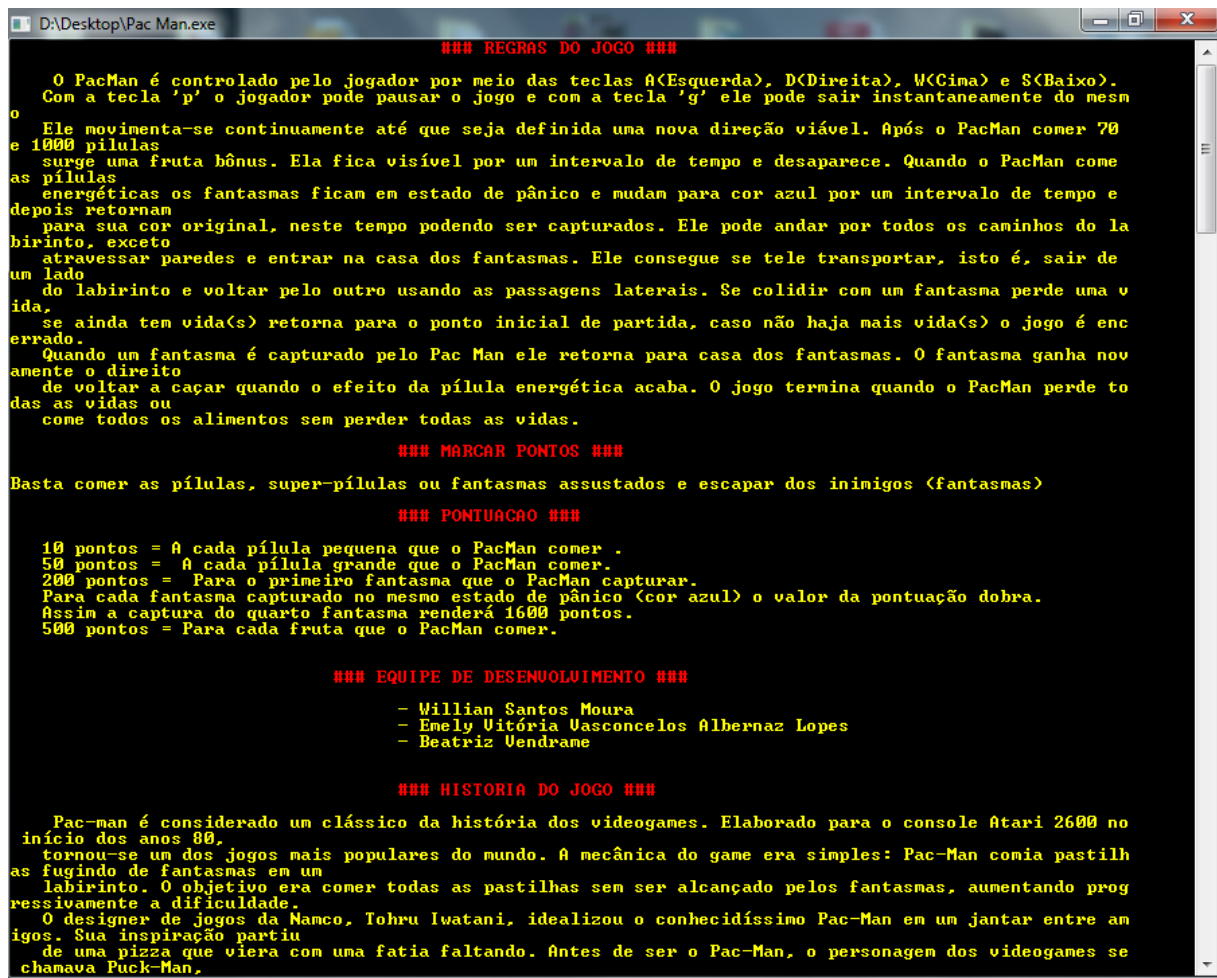 D:\Desktop\Pac Man.exe
### REGRAS DO JOGO ###
O PacMan é controlado pelo jogador por meio das teclas A(Esquerda), D(Direita), W(Cima) e S(Baixo).
Com a tecla 'p' o jogador pode pausar o jogo e com a tecla 'g' ele pode sair instantaneamente do mesm
o
Ele movimenta-se continuamente até que seja definida uma nova direção viável. Após o PacMan comer 70
e 1000 pilulas
surge uma fruta bônus. Ela fica visível por um intervalo de tempo e desaparece. Quando o PacMan come
as pílulas
energéticas os fantasmas ficam em estado de pânico e mudam para cor azul por um intervalo de tempo e
depois retornam
para sua cor original, neste tempo podendo ser capturados. Ele pode andar por todos os caminhos do la
birinto, exceto
atravessar paredes e entrar na casa dos fantasmas. Ele consegue se tele transportar, isto é, sair de
um lado
do labirinto e voltar pelo outro usando as passagens laterais. Se colidir com um fantasma perde uma v
ida,
se ainda tem vida(s) retorna para o ponto inicial de partida, caso não haja mais vida(s) o jogo é enc
errado.
Quando um fantasma é capturado pelo Pac Man ele retorna para casa dos fantasmas. O fantasma ganha nov
amente o direito
de voltar a caçar quando o efeito da pílula energética acaba. O jogo termina quando o PacMan perde to
das as vidas ou
come todos os alimentos sem perder todas as vidas.
### MARCAR PONTOS ###
Basta comer as pílulas, super-pílulas ou fantasmas assustados e escapar dos inimigos (fantasmas)
### PONTUACAO ###
10 pontos = A cada pílula pequena que o PacMan comer .
50 pontos =  A cada pílula grande que o PacMan comer.
200 pontos =  Para o primeiro fantasma que o PacMan capturar.
Para cada fantasma capturado no mesmo estado de pânico (cor azul) o valor da pontuação dobra.
Assim a captura do quarto fantasma renderá 1600 pontos.
500 pontos = Para cada fruta que o PacMan comer.
### EQUIPE DE DESENVOLVIMENTO ###
- Willian Santos Moura
- Emely Vitória Vasconcelos Albernaz Lopes
- Beatriz Vendrame
### HISTORIA DO JOGO ###
Pac-man é considerado um clássico da história dos videogames. Elaborado para o console Atari 2600 no
início dos anos 80,
tornou-se um dos jogos mais populares do mundo. A mecânica do game era simples: Pac-Man comia pastilh
as fugindo de fantasmas em um
labirinto. O objetivo era comer todas as pastilhas sem ser alcançado pelos fantasmas, aumentando prog
ressivamente a dificuldade.
O designer de jogos da Namco, Tohru Iwatani, idealizou o conhecidíssimo Pac-Man em um jantar entre am
igos. Sua inspiração partiu
de uma pizza que viera com uma fatia faltando. Antes de ser o Pac-Man, o personagem dos videogames se
chamava Puck-Man,